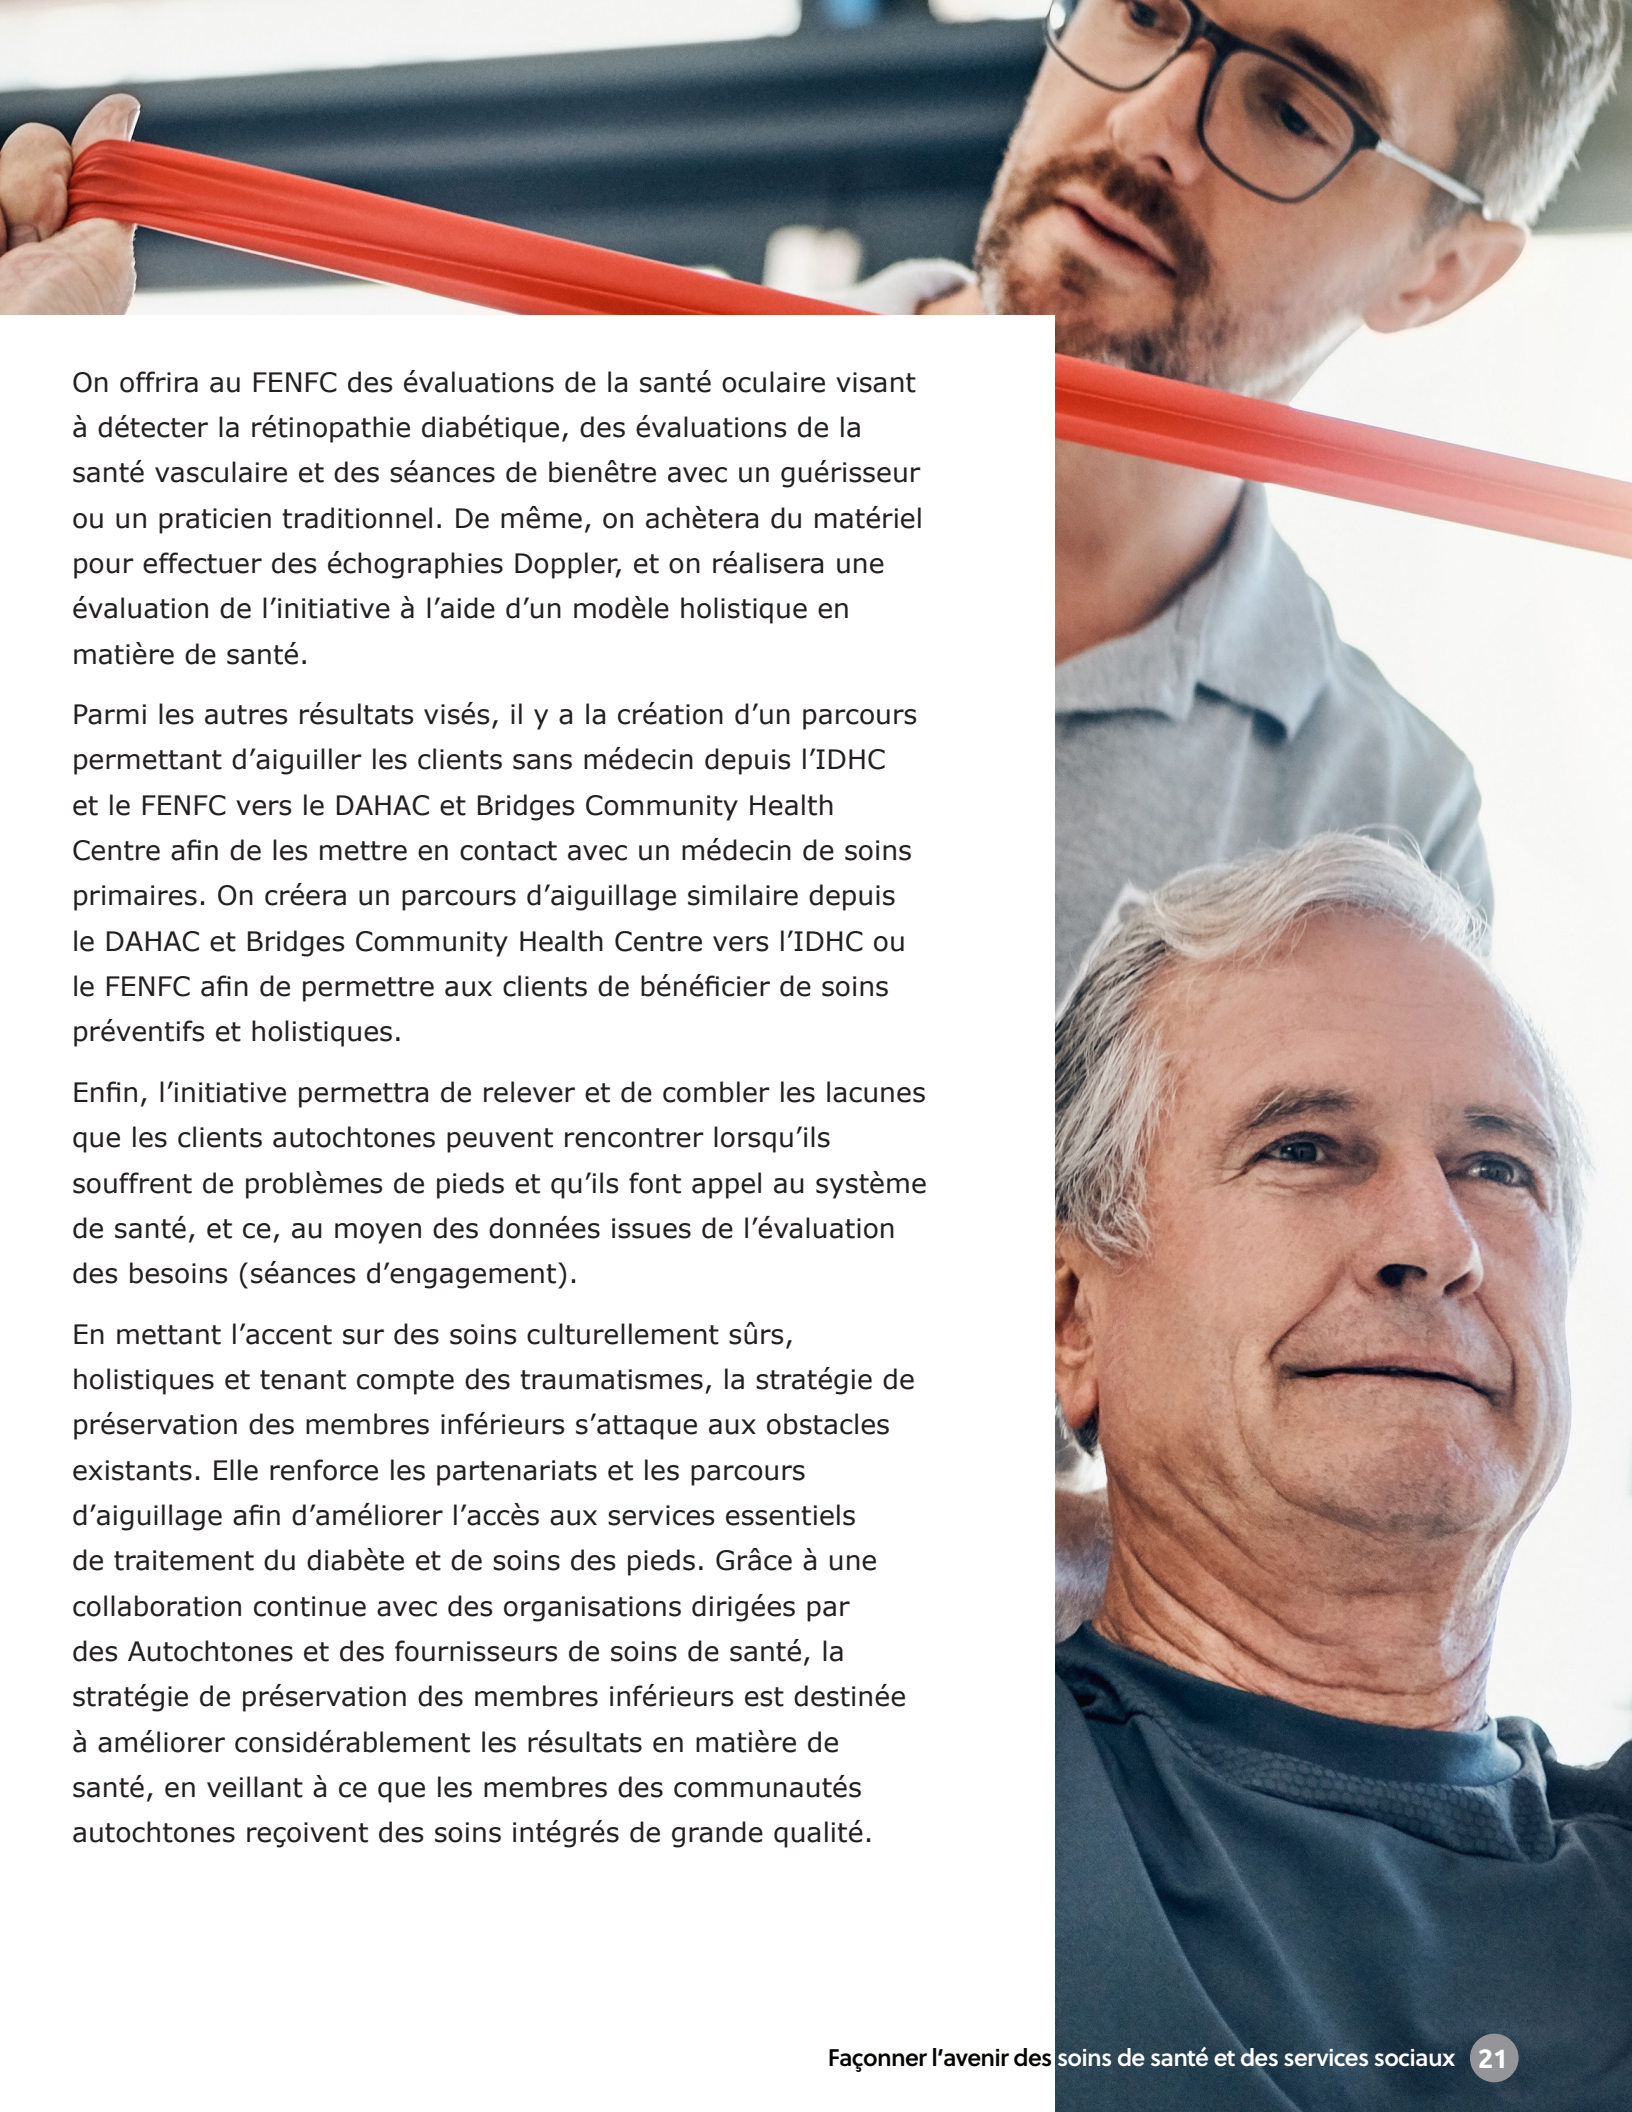 On offrira au FENFC des évaluations de la santé oculaire visant
à détecter la rétinopathie diabétique, des évaluations de la
santé vasculaire et des séances de bienêtre avec un guérisseur
ou un praticien traditionnel. De même, on achètera du matériel
pour effectuer des échographies Doppler, et on réalisera une
évaluation de l’initiative à l’aide d’un modèle holistique en
matière de santé.
Parmi les autres résultats visés, il y a la création d’un parcours
permettant d’aiguiller les clients sans médecin depuis l’IDHC
et le FENFC vers le DAHAC et Bridges Community Health
Centre afin de les mettre en contact avec un médecin de soins
primaires. On créera un parcours d’aiguillage similaire depuis
le DAHAC et Bridges Community Health Centre vers l’IDHC ou
le FENFC afin de permettre aux clients de bénéficier de soins
préventifs et holistiques.
Enfin, l’initiative permettra de relever et de combler les lacunes
que les clients autochtones peuvent rencontrer lorsqu’ils
souffrent de problèmes de pieds et qu’ils font appel au système
de santé, et ce, au moyen des données issues de l’évaluation
des besoins (séances d’engagement).
En mettant l’accent sur des soins culturellement sûrs,
holistiques et tenant compte des traumatismes, la stratégie de
préservation des membres inférieurs s’attaque aux obstacles
existants. Elle renforce les partenariats et les parcours
d’aiguillage afin d’améliorer l’accès aux services essentiels
de traitement du diabète et de soins des pieds. Grâce à une
collaboration continue avec des organisations dirigées par
des Autochtones et des fournisseurs de soins de santé, la
stratégie de préservation des membres inférieurs est destinée
à améliorer considérablement les résultats en matière de
santé, en veillant à ce que les membres des communautés
autochtones reçoivent des soins intégrés de grande qualité.
Façonner l’avenir des soins de santé et des services sociaux 21